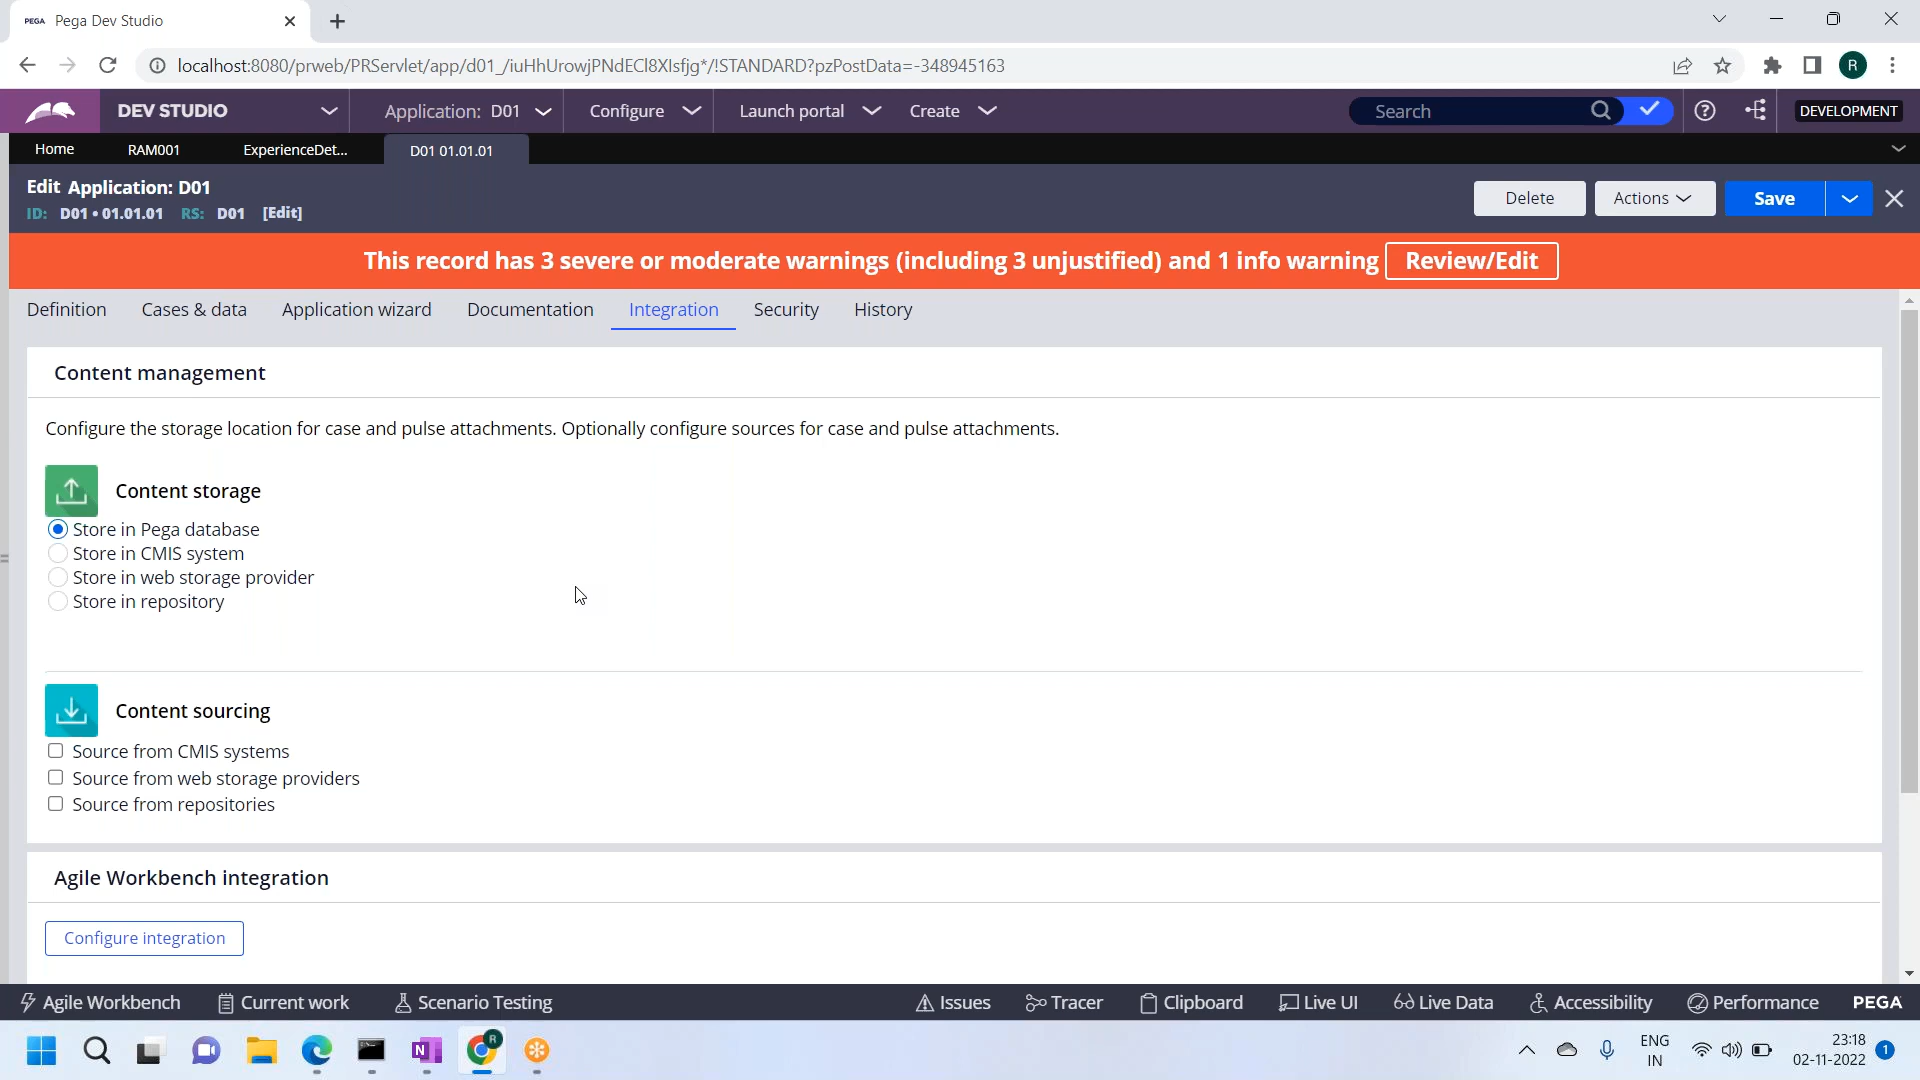 PEGA Pega Dev Studio
localhost:8080/prweb/PRServlet/app/d01_/iuHhUrowjPNdECl8XIsfjg*/!STANDARD?pzPostData=-348945163
R
DEV STUDIO Application: D01 Configure Launch portal Create Search DEVELOPMENT
Home RAM001 ExperienceDet... D01 01.01.01
Edit Application: D01
ID: D01 • 01.01.01 RS: D01 [Edit]
Delete Actions Save
This record has 3 severe or moderate warnings (including 3 unjustified) and 1 info warning Review/Edit
Definition Cases & data Application wizard Documentation Integration Security History
Content management
Configure the storage location for case and pulse attachments. Optionally configure sources for case and pulse attachments.
Content storage
Store in Pega database
Store in CMIS system
Store in web storage provider
Store in repository
Content sourcing
Source from CMIS systems
Source from web storage providers
Source from repositories
Agile Workbench integration
Configure integration
Agile Workbench Current work Scenario Testing Issues Tracer Clipboard Live UI Live Data Accessibility Performance PEGA
N R ENG 23:18
IN 02-11-2022 1